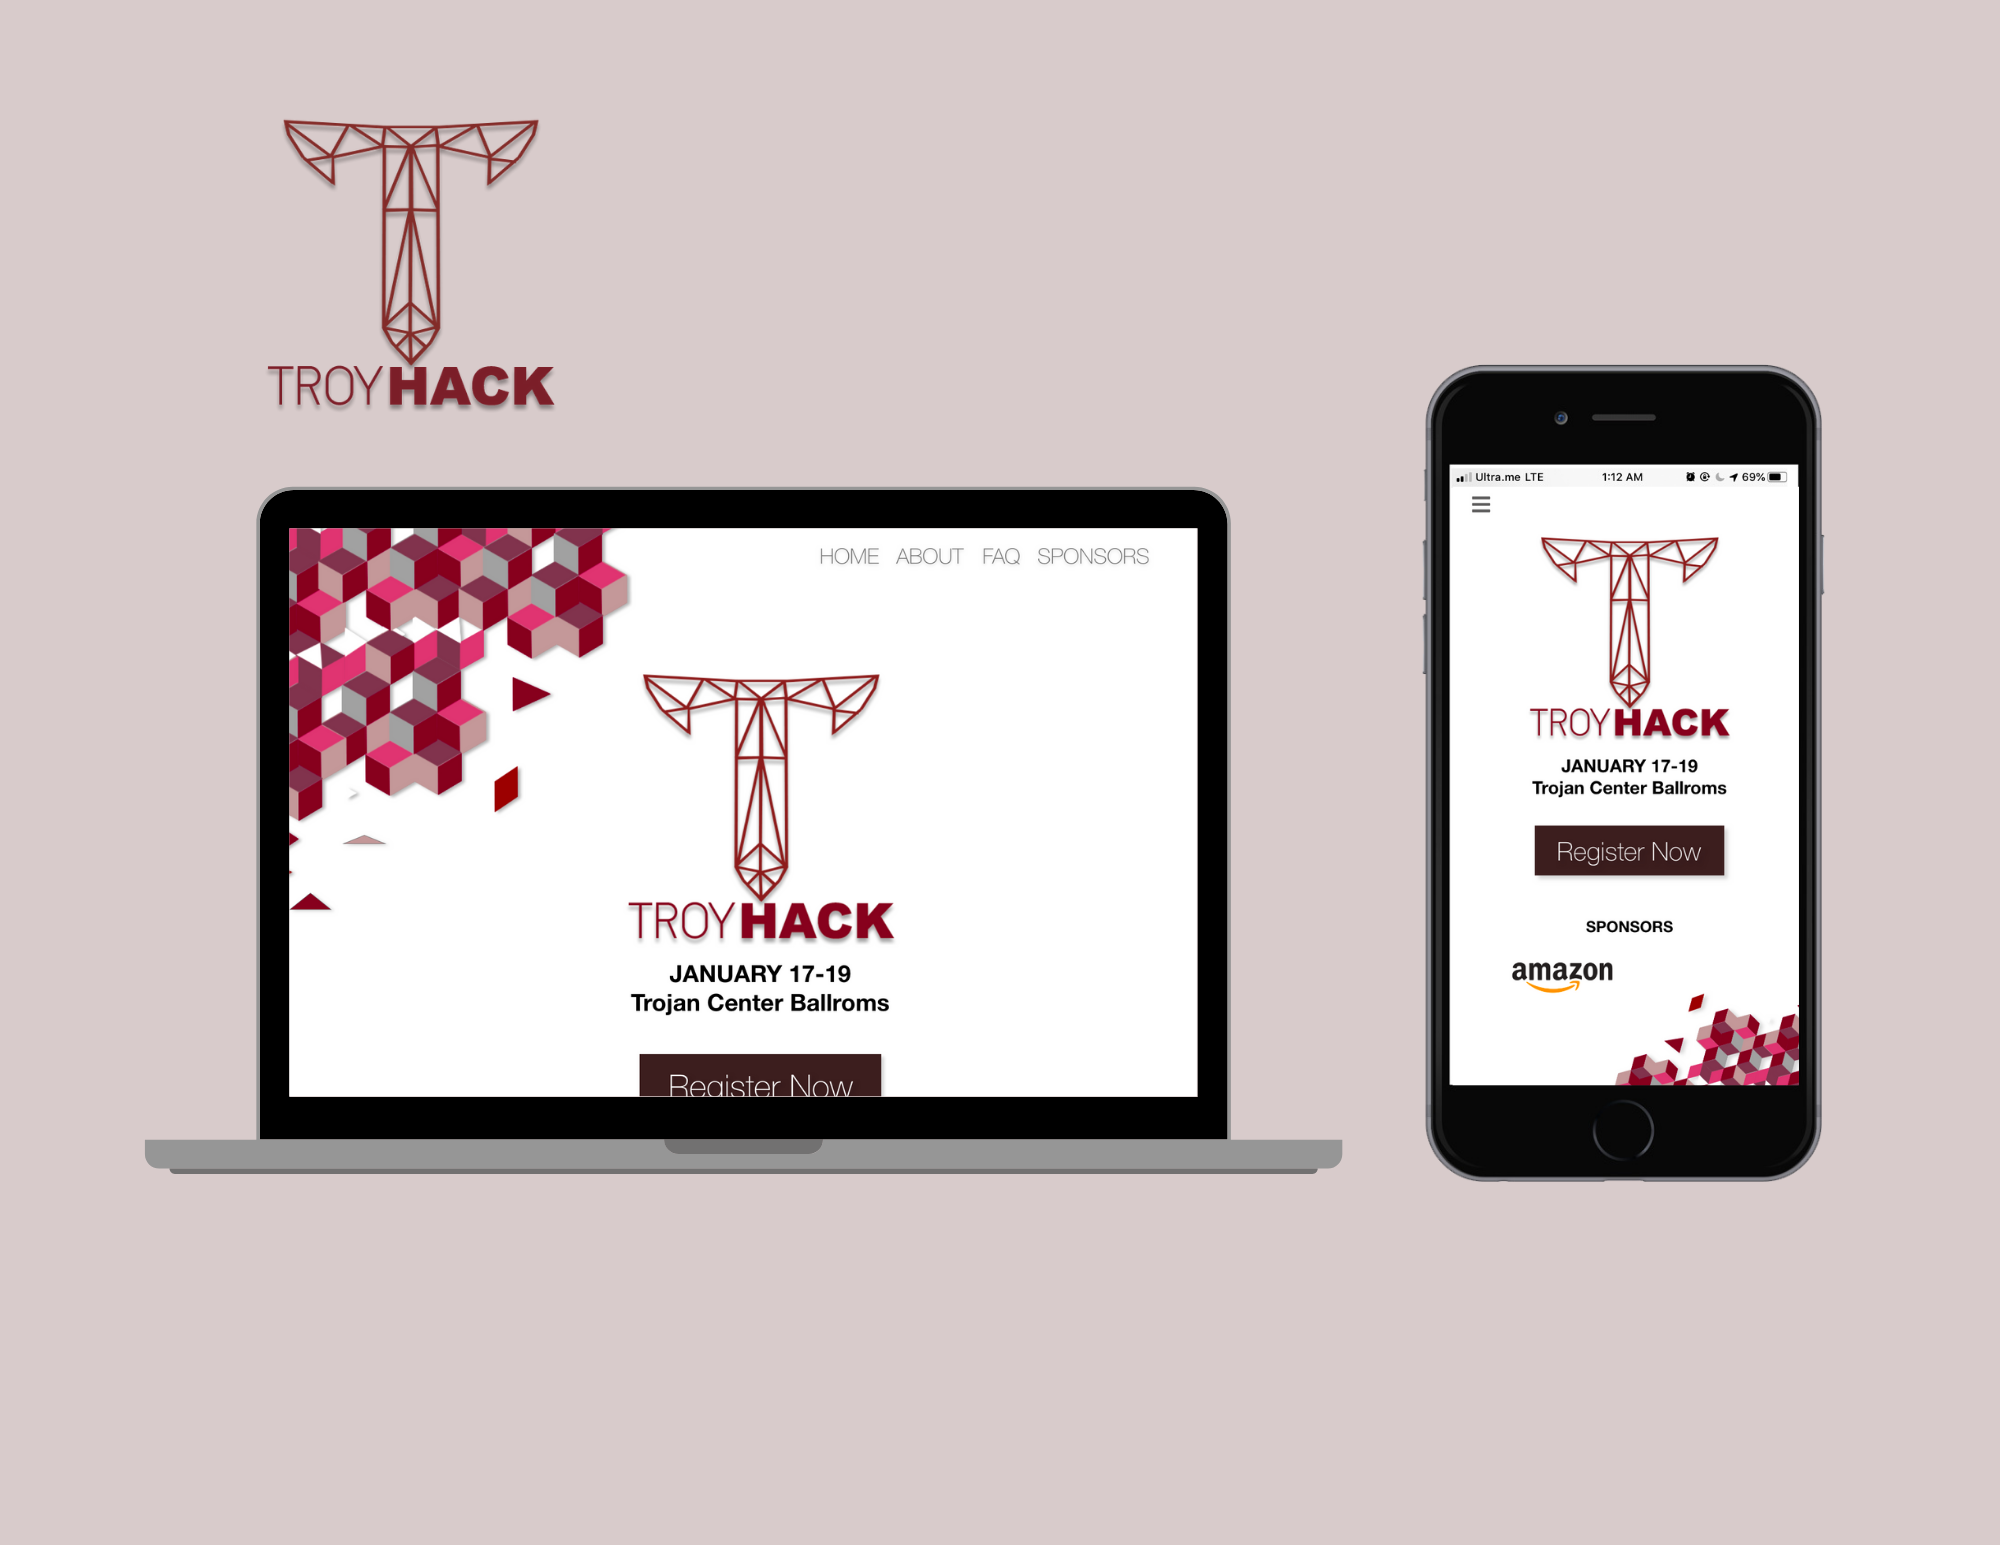 TROYHACK
HOME ABOUT FAQ SPONSORS
TROYHACK
JANUARY 17-19
Trojan Center Ballroms
Register Now
Ultra.me LTE 1:12 AM 69%
TROYHACK
JANUARY 17-19
Trojan Center Ballroms
Register Now
SPONSORS
amazon